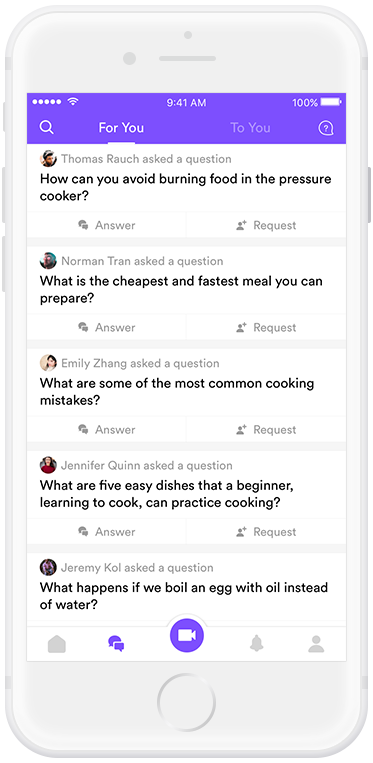 9:41 AM
100%
For You
To You
Thomas Rauch asked a question
How can you avoid burning food in the pressure
cooker?
Answer
Request
Norman Tran asked a question
What is the cheapest and fastest meal you can
prepare?
Answer
Request
Emily Zhang asked a question
What are some of the most common cooking
mistakes?
Answer
Request
Jennifer Quinn asked a question
What are five easy dishes that a beginner,
learning to cook, can practice cooking?
Answer
Request
Jeremy Kol asked a question
What happens if we boil an egg with oil instead
of water?